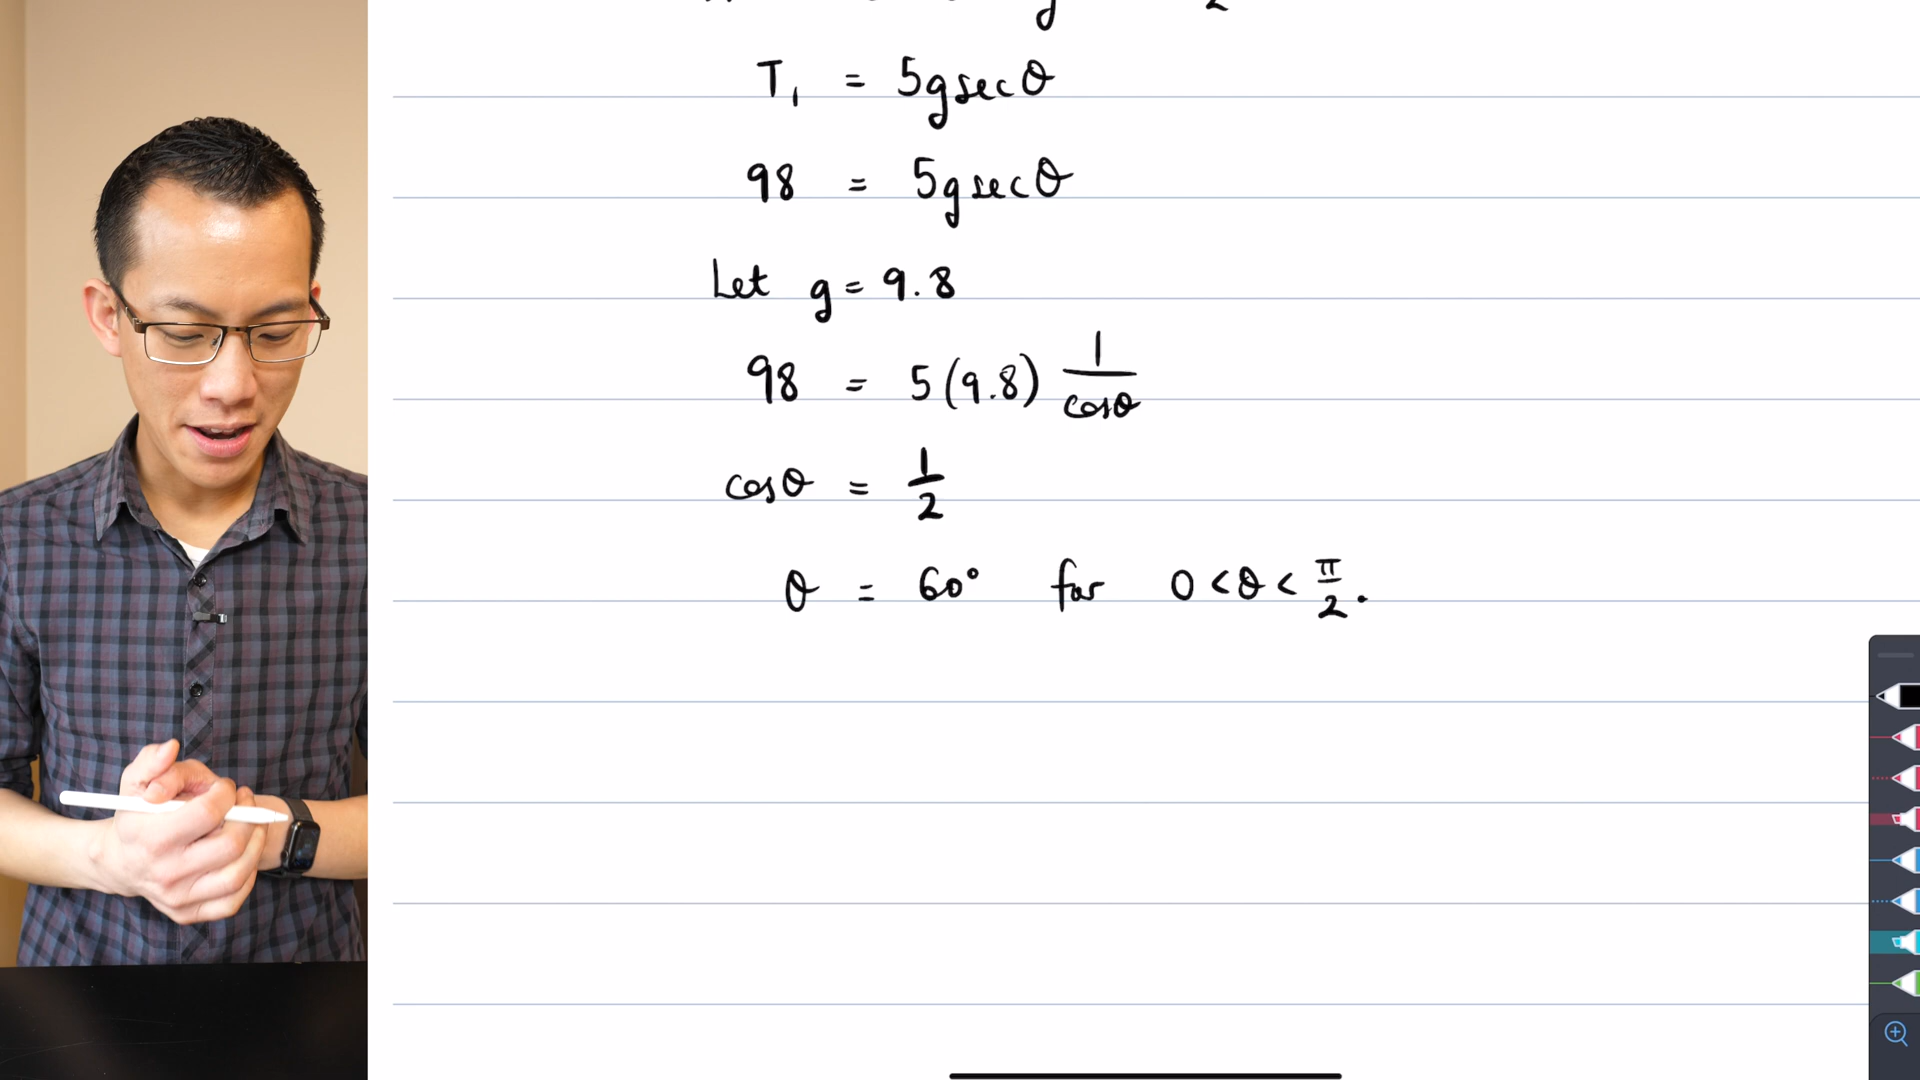 T₁ = 5g sec θ
98 = 5g sec θ
Let g = 9.8
98 = 5(9.8) 1/cos θ
cos θ = 1/2
θ = 60° for 0 < θ < π/2.